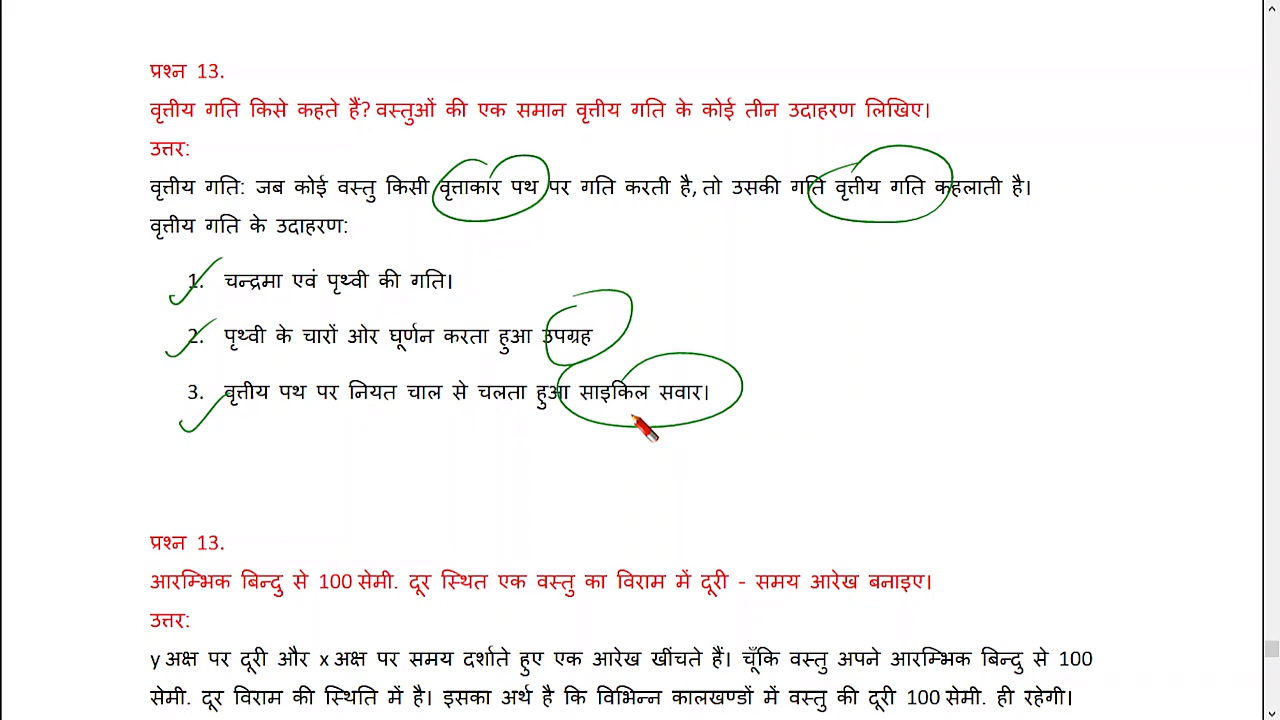 प्रश्न 13.
वृत्तीय गति किसे कहते हैं? वस्तुओं की एक समान वृत्तीय गति के कोई तीन उदाहरण लिखिए।
उत्तर:
वृत्तीय गति: जब कोई वस्तु किसी वृत्ताकार पथ पर गति करती है, तो उसकी गति वृत्तीय गति कहलाती है।
वृत्तीय गति के उदाहरण:
1. चन्द्रमा एवं पृथ्वी की गति।
2. पृथ्वी के चारों ओर घूर्णन करता हुआ उपग्रह
3. वृत्तीय पथ पर नियत चाल से चलता हुआ साइकिल सवार।
प्रश्न 13.
आरम्भिक बिन्दु से 100 सेमी. दूर स्थित एक वस्तु का विराम में दूरी - समय आरेख बनाइए।
उत्तर:
y अक्ष पर दूरी और x अक्ष पर समय दर्शाते हुए एक आरेख खींचते हैं। चूँकि वस्तु अपने आरम्भिक बिन्दु से 100
सेमी. दूर विराम की स्थिति में है। इसका अर्थ है कि विभिन्न कालखण्डों में वस्तु की दूरी 100 सेमी. ही रहेगी।